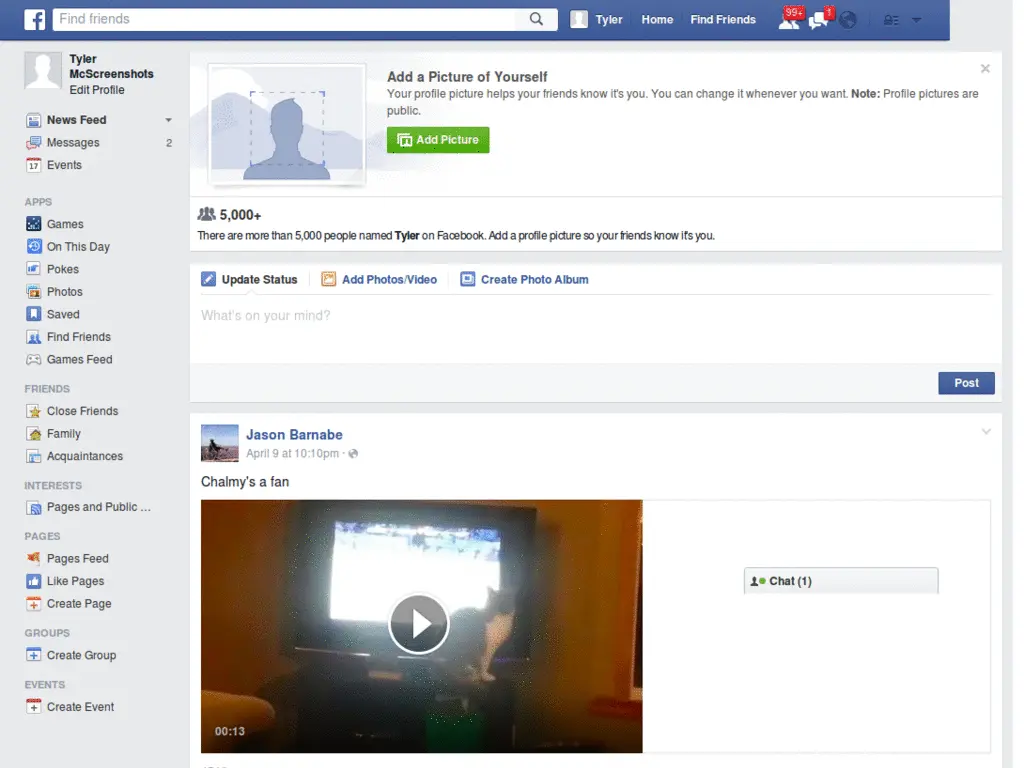 f
Find friends
Tyler
Home
Find Friends
99+
1
Tyler
McScreenshots
Edit Profile
News Feed
Messages 2
17 Events
APPS
Games
On This Day
Pokes
Photos
Saved
Find Friends
Games Feed
FRIENDS
Close Friends
Family
Acquaintances
INTERESTS
Pages and Public ...
PAGES
Pages Feed
Like Pages
Create Page
GROUPS
Create Group
EVENTS
Create Event
Add a Picture of Yourself
Your profile picture helps your friends know it's you. You can change it whenever you want. Note: Profile pictures are
public.
Add Picture
5,000+
There are more than 5,000 people named Tyler on Facebook. Add a profile picture so your friends know it's you.
Update Status
Add Photos/Video
Create Photo Album
What's on your mind?
Post
Jason Barnabe
April 9 at 10:10pm ·
Chalmy's a fan
00:13
Chat (1)